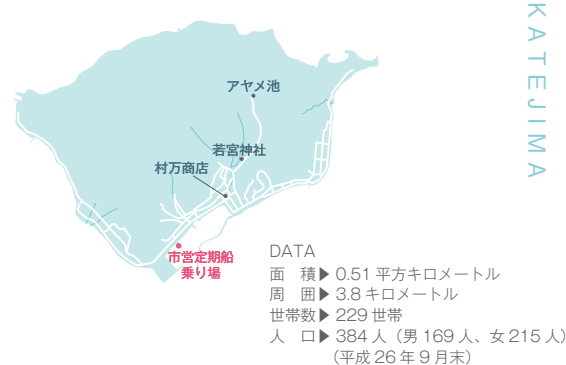 KATEJIMA
アヤメ池
若宮神社
村万商店
市営定期船
乗り場
DATA
面　積▶ 0.51 平方キロメートル
周　囲▶ 3.8 キロメートル
世帯数▶ 229 世帯
人　口▶ 384 人（男 169 人、女 215 人）
（平成 26 年 9 月末）